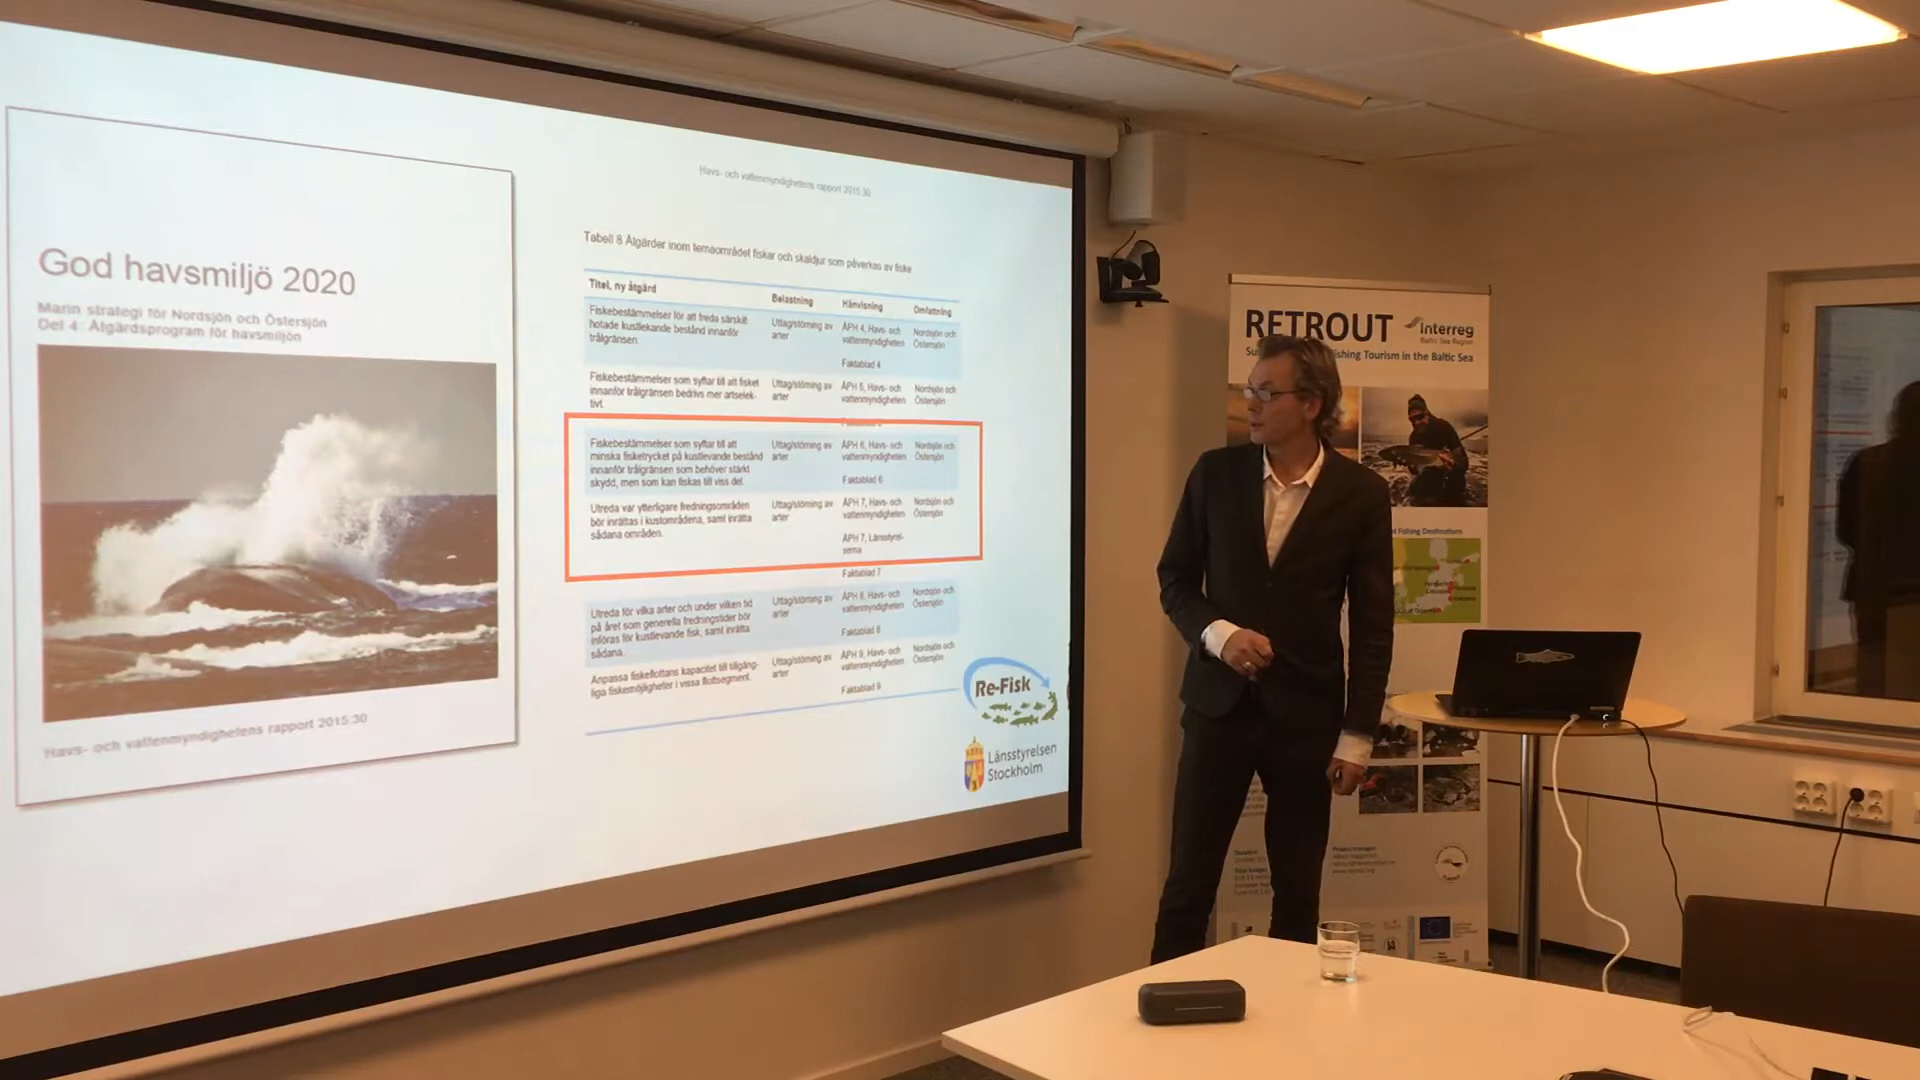 God havsmiljö 2020
Marin strategi för Nordsjön och Östersjön
Del 4: Åtgärdsprogram för havsmiljön
Havs- och vattenmyndighetens rapport 2015:30
Havs- och vattenmyndighetens rapport 2015:30
Tabell 8 Åtgärder inom temaområdet fiskar och skaldjur som påverkas av fiske
Titel, ny åtgärd Belastning Hänvisning Omfattning
Fiskebestämmelser för att freda särskilt
hotade kustlekande bestånd innanför
trålgränsen.
Uttag/störning av
arter
ÅPH 4, Havs- och
vattenmyndigheten
Faktablad 4
Nordsjön och
Östersjön
Fiskebestämmelser som syftar till att fisket
innanför trålgränsen bedrivs mer artselek-
tivt.
Uttag/störning av
arter
ÅPH 5, Havs- och
vattenmyndigheten
Nordsjön och
Östersjön
Fiskebestämmelser som syftar till att
minska fisketrycket på kustlevande bestånd
innanför trålgränsen som behöver stärkt
skydd, men som kan fiskas till viss del.
Uttag/störning av
arter
ÅPH 6, Havs- och
vattenmyndigheten
Faktablad 6
Nordsjön och
Östersjön
Utreda var ytterligare fredningsområden
bör inrättas i kustområdena, samt inrätta
sådana områden.
Uttag/störning av
arter
ÅPH 7, Havs- och
vattenmyndigheten
ÅPH 7, Länsstyrel-
serna
Faktablad 7
Nordsjön och
Östersjön
Utreda för vilka arter och under vilken tid
på året som generella fredningstider bör
införas för kustlevande fisk, samt inrätta
sådana.
Uttag/störning av
arter
ÅPH 8, Havs- och
vattenmyndigheten
Faktablad 8
Nordsjön och
Östersjön
Anpassa fiskeflottans kapacitet till tillgäng-
liga fiskemöjligheter i vissa flottsegment.
Uttag/störning av
arter
ÅPH 9, Havs- och
vattenmyndigheten
Faktablad 9
Nordsjön och
Östersjön
Re-Fisk
Länsstyrelsen
Stockholm
RETROUT
Interreg
Baltic Sea Region
Fishing Tourism in the Baltic Sea
Fishing Destinations
Project manager